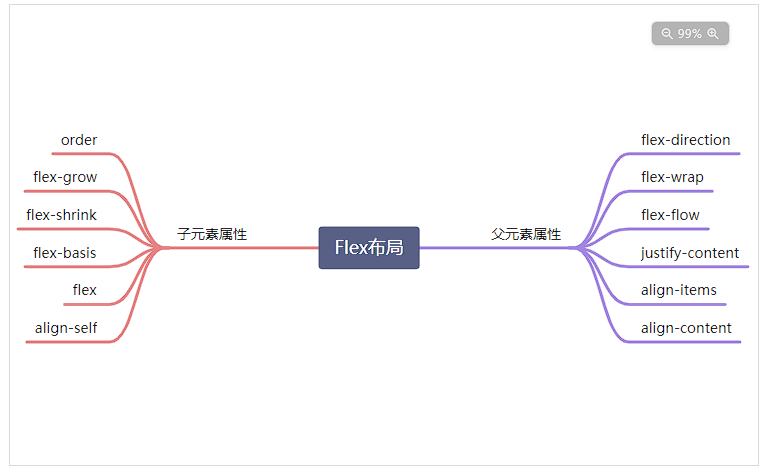 99%
Flex布局
子元素属性
order
flex-grow
flex-shrink
flex-basis
flex
align-self
父元素属性
flex-direction
flex-wrap
flex-flow
justify-content
align-items
align-content